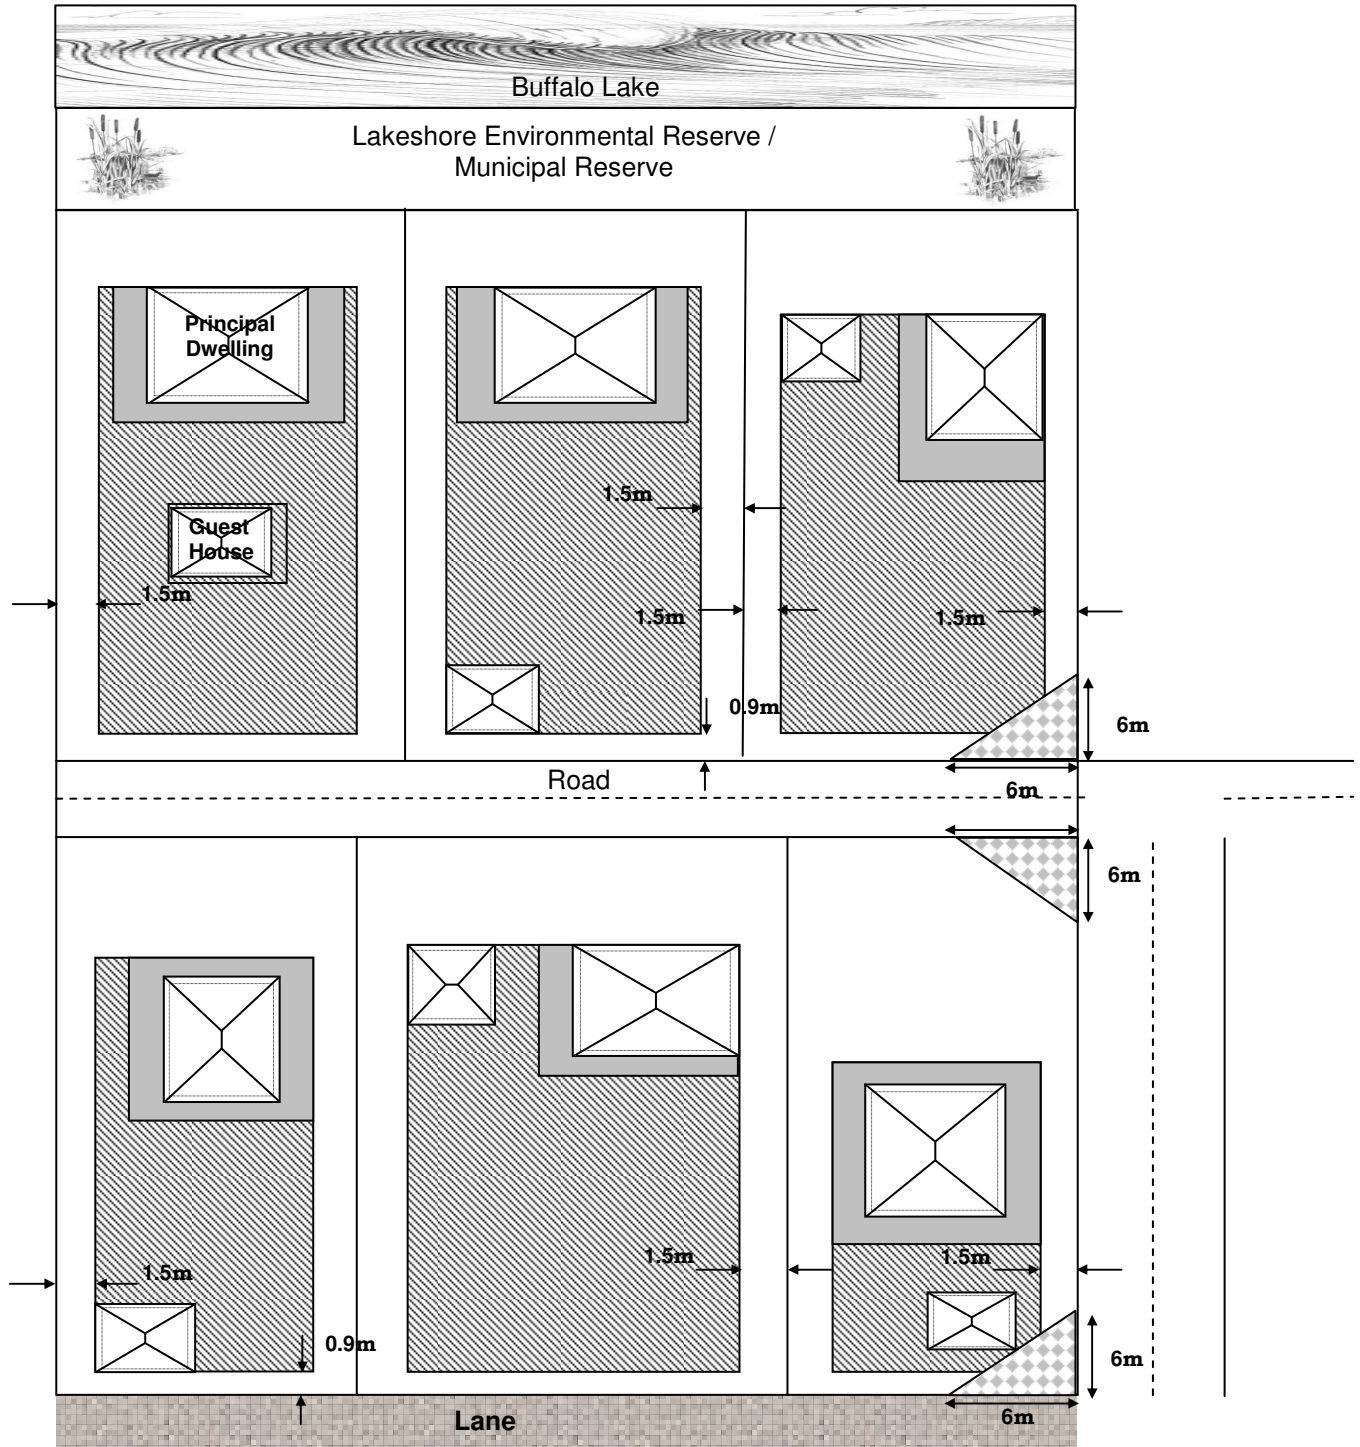 Buffalo Lake
Lakeshore Environmental Reserve /
Municipal Reserve
Principal
Dwelling
1.5m
Guest
House
1.5m
1.5m
1.5m
0.9m
6m
Road
6m
6m
1.5m
1.5m
1.5m
0.9m
6m
6m
Lane